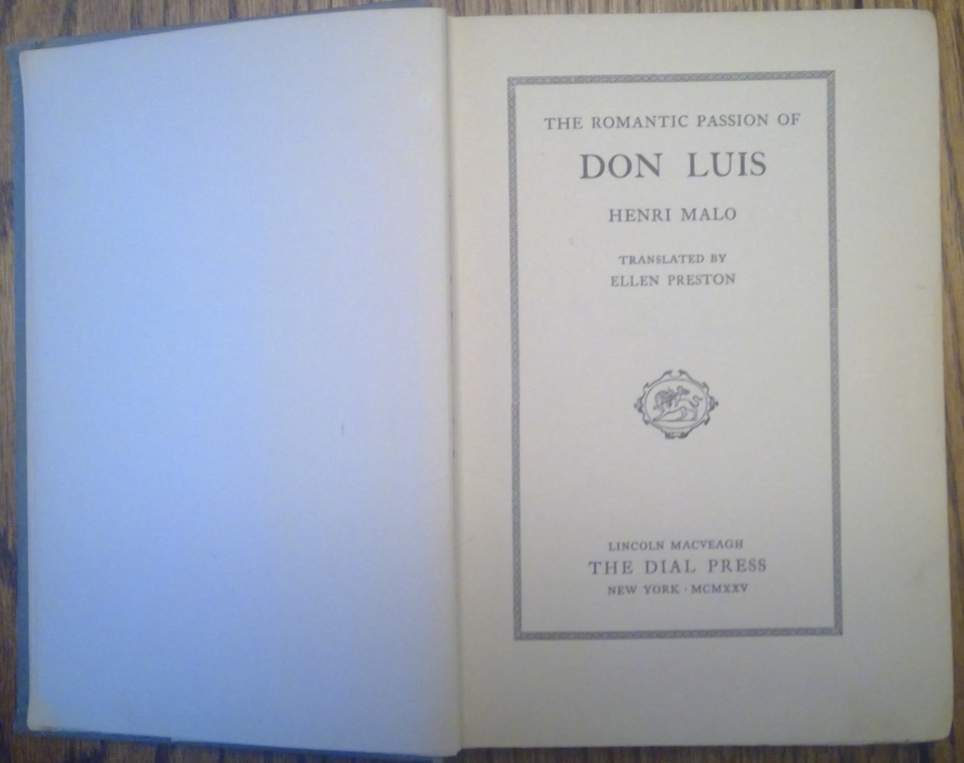 THE ROMANTIC PASSION OF
DON LUIS
HENRI MALO
TRANSLATED BY
ELLEN PRESTON
LINCOLN MACVEAGH
THE DIAL PRESS
NEW YORK · MCMXXV